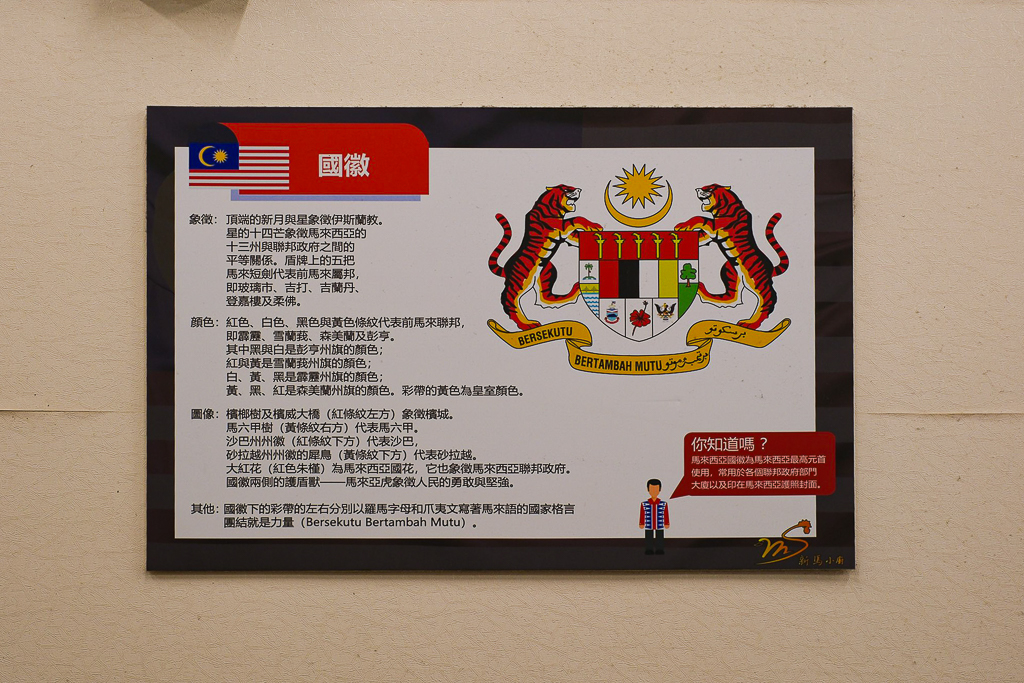 國徽
象徵：頂端的新月與星象徵伊斯蘭教。
星的十四芒象徵馬來西亞的
十三州與聯邦政府之間的
平等關係。盾牌上的五把
馬來短劍代表前馬來屬邦，
即玻璃市、吉打、吉蘭丹、
登嘉樓及柔佛。
顏色：紅色、白色、黑色與黃色條紋代表前馬來聯邦，
即霹靂、雪蘭莪、森美蘭及彭亨。
其中黑與白是彭亨州旗的顏色；
紅與黃是雪蘭莪州旗的顏色；
白、黃、黑是霹靂州旗的顏色；
黃、黑、紅是森美蘭州旗的顏色。彩帶的黃色為皇室顏色。
圖像：檳榔樹及檳威大橋（紅條紋左方）象徵檳城。
馬六甲樹（黃條紋右方）代表馬六甲。
沙巴州州徽（紅條紋下方）代表沙巴，
砂拉越州州徽的犀鳥（黃條紋下方）代表砂拉越。
大紅花（紅色朱槿）為馬來西亞國花，它也象徵馬來西亞聯邦政府。
國徽兩側的護盾獸——馬來亞虎象徵人民的勇敢與堅強。
其他：國徽下的彩帶的左右分別以羅馬字母和爪夷文寫著馬來語的國家格言
團結就是力量（Bersekutu Bertambah Mutu）。
BERSEKUTU
برسکوتو
BERTAMBAH MUTU برتمبه موتو
你知道嗎？
馬來西亞國徽為馬來西亞最高元首
使用，常用於各個聯邦政府部門
大廈以及印在馬來西亞護照封面。
MS
新馬小廚